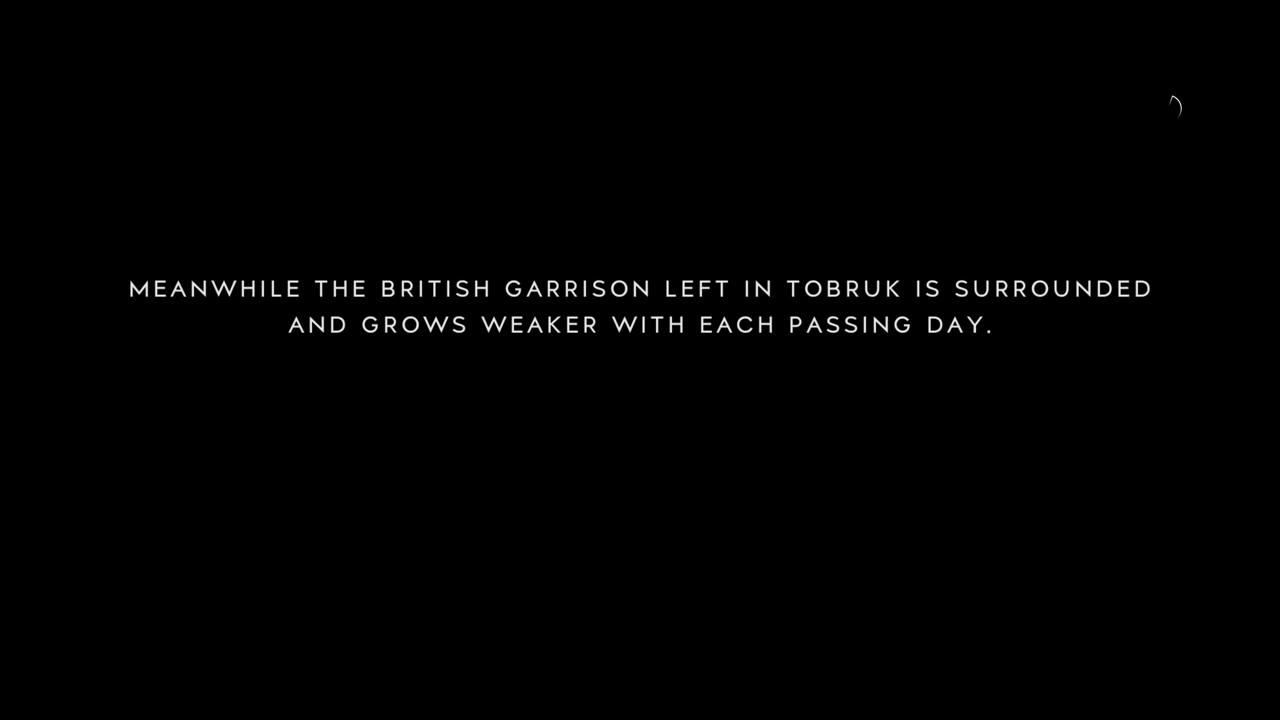 MEANWHILE THE BRITISH GARRISON LEFT IN TOBRUK IS SURROUNDED
AND GROWS WEAKER WITH EACH PASSING DAY.